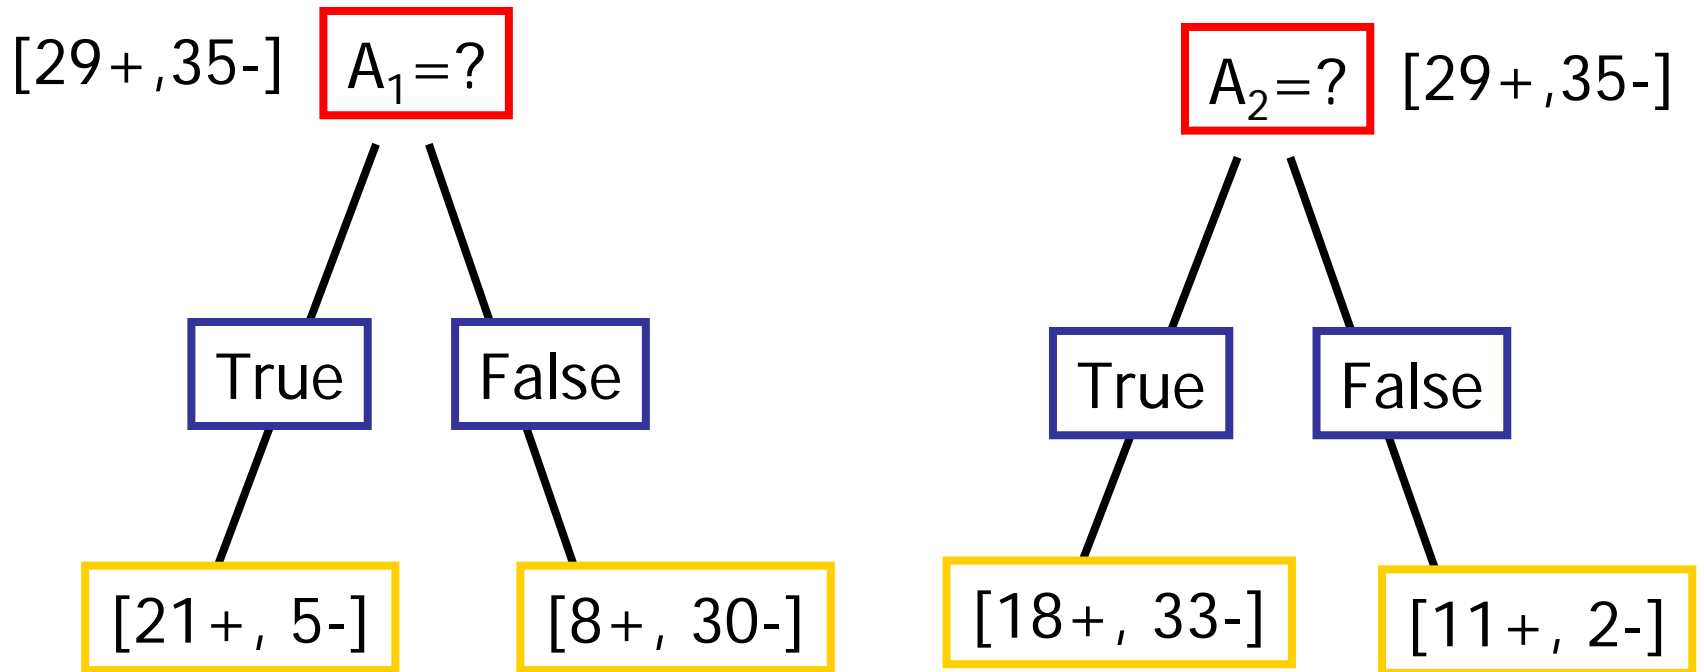 [29+,35-] A₁=?
True False
[21+, 5-] [8+, 30-]
A₂=? [29+,35-]
True False
[18+, 33-] [11+, 2-]